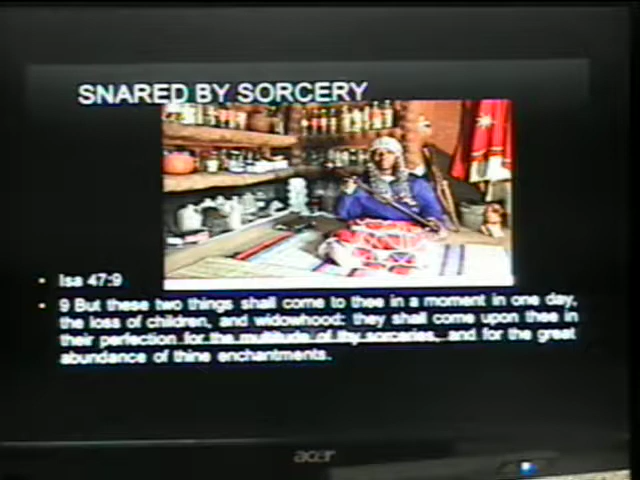 SNARED BY SORCERY
• Isa 47:9
• 9 But these two things shall come to thee in a moment in one day,
the loss of children, and widowhood: they shall come upon thee in
their perfection for the multitude of thy sorceries, and for the great
abundance of thine enchantments.
acer